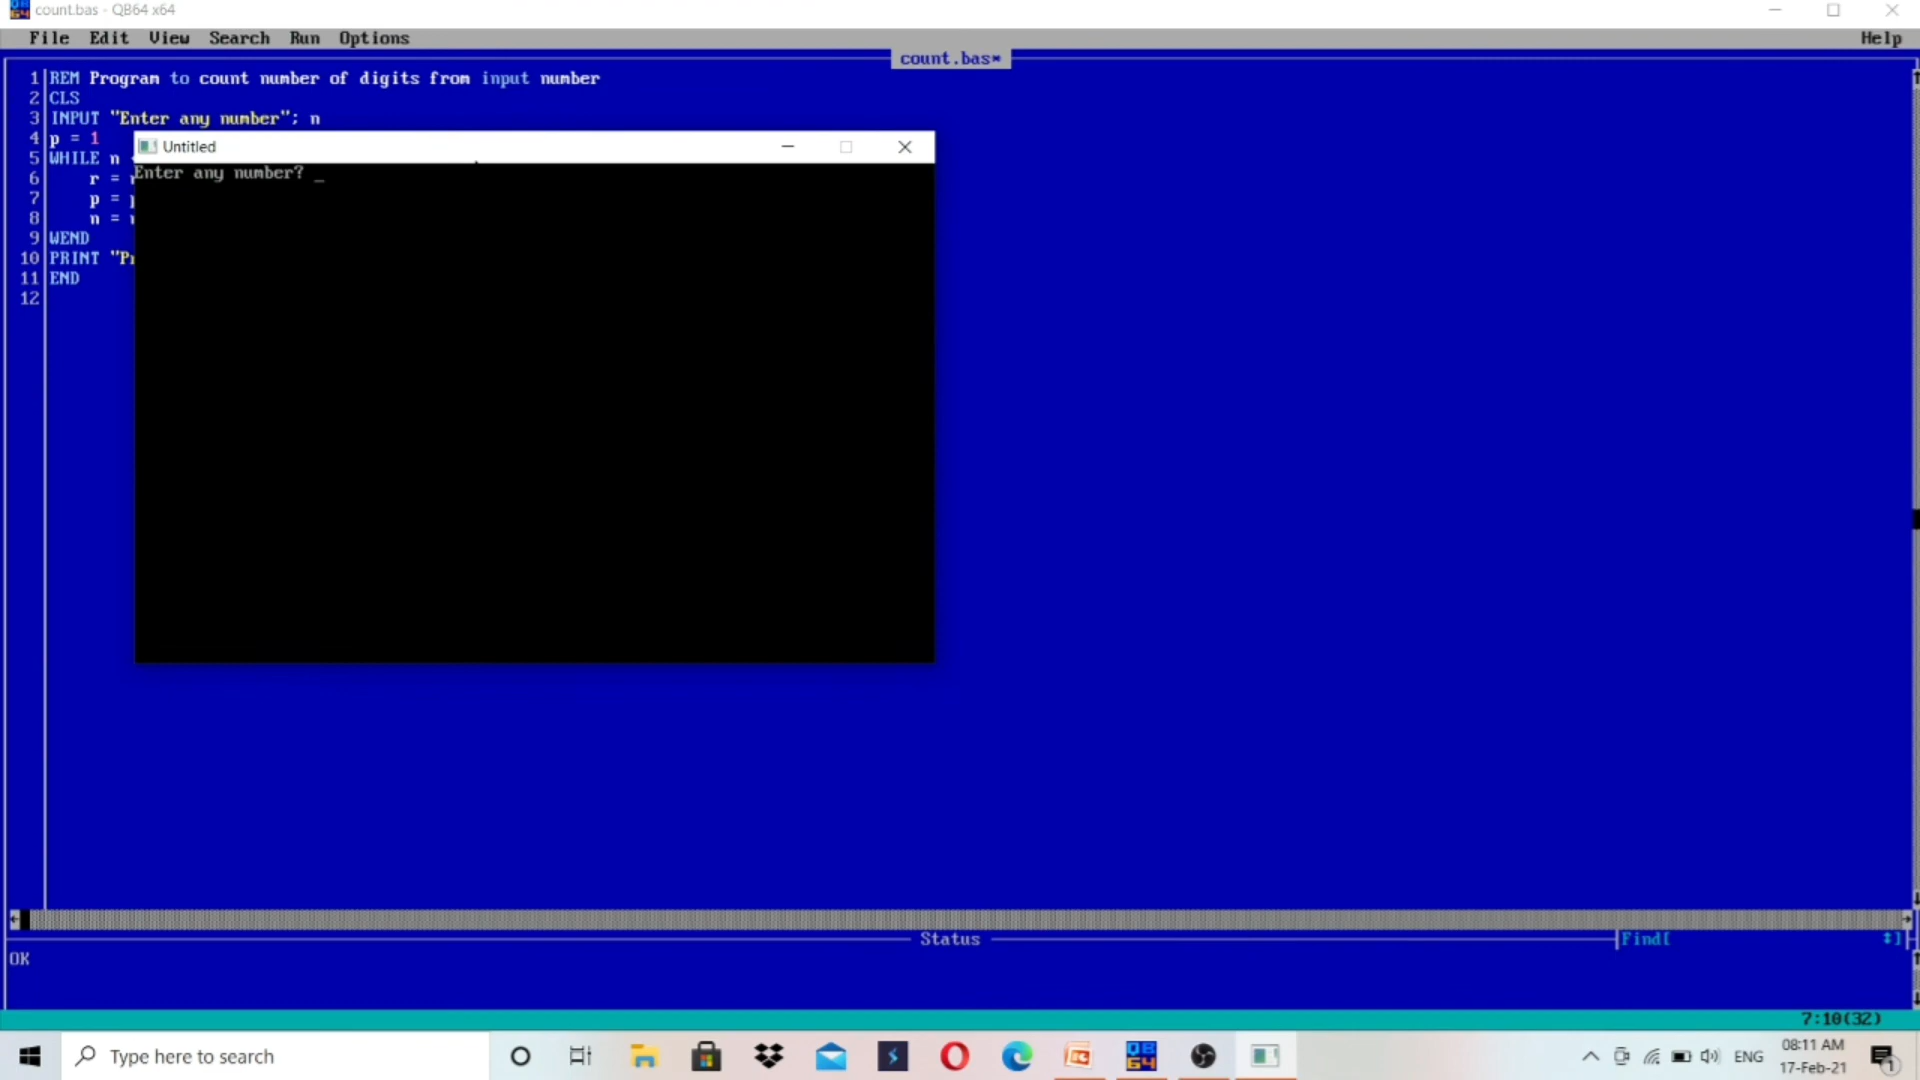 count.bas - QB64 x64
File Edit View Search Run Options Help
count.bas*
1 REM Program to count number of digits from input number
2 CLS
3 INPUT "Enter any number"; n
4 p = 1
5 WHILE n
6 r =
7 p =
8 n =
9 WEND
10 PRINT "Pr
11 END
12
Untitled
Enter any number? _
Status
Find[
OK
7:10(32)
Type here to search
ENG
08:11 AM
17-Feb-21
1